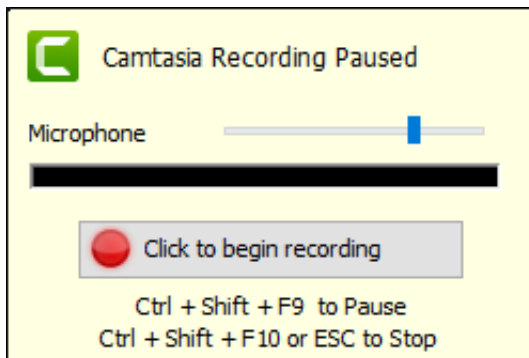 Camtasia Recording Paused
Microphone
Click to begin recording
Ctrl + Shift + F9 to Pause
Ctrl + Shift + F10 or ESC to Stop